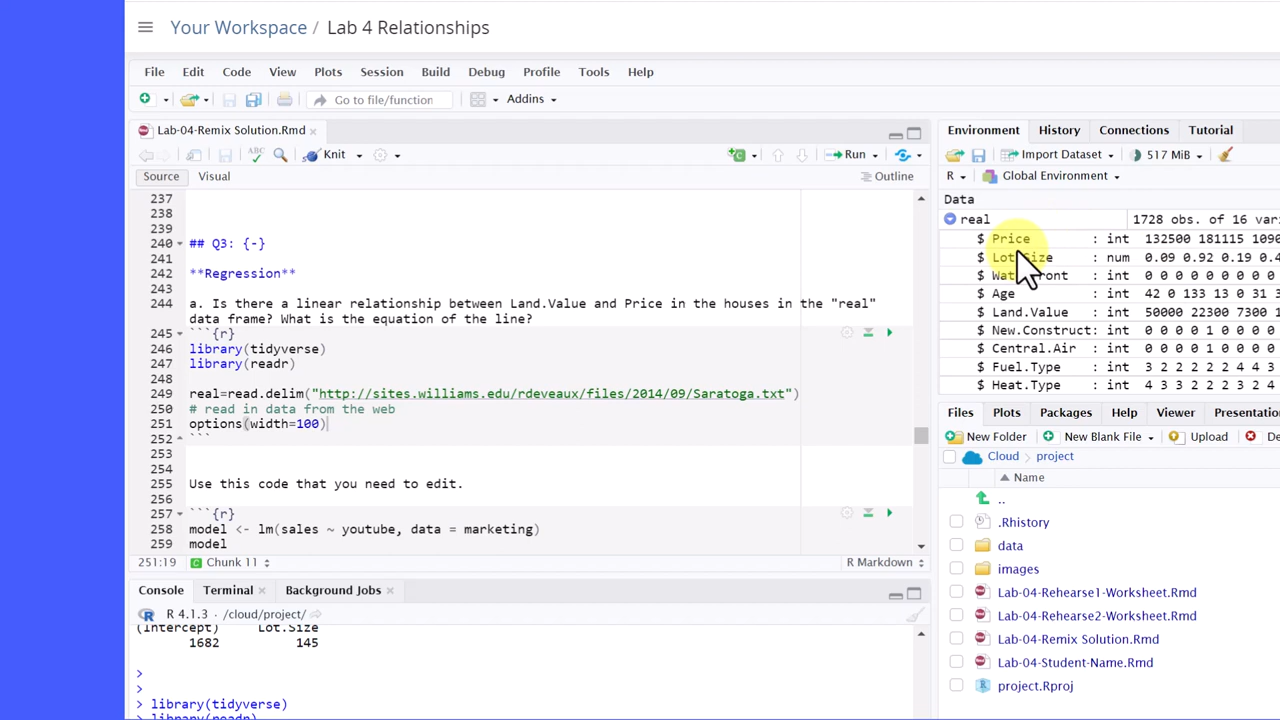 Your Workspace / Lab 4 Relationships
File Edit Code View Plots Session Build Debug Profile Tools Help
Go to file/function Addins
Lab-04-Remix Solution.Rmd
Environment History Connections Tutorial
ABC Knit Run
Import Dataset 517 MiB
Source Visual Outline
R Global Environment
Data
real 1728 obs. of 16 vari
$ Price : int 132500 181115 1090
$ Lot.Size : num 0.09 0.92 0.19 0.4
$ : int 0 0 0 0 0 0 0 0
$ Age : int 42 0 133 13 0 31 3
$ Land.Value : int 50000 22300 7300 1
$ New.Construct: int 0 0 0 0 1 0 0 0
$ Central.Air : int 0 0 0 0 1 0 0 0
$ Fuel.Type : int 3 2 2 2 2 4 4 3
$ Heat.Type : int 4 3 3 2 2 3 2 4
237
238
239
240 ## Q3: {-}
241
242 **Regression**
243
244 a. Is there a linear relationship between Land.Value and Price in the houses in the "real"
data frame? What is the equation of the line?
245 ```{r}
246 library(tidyverse)
247 library(readr)
248
249 real=read.delim("http://sites.williams.edu/rdeveaux/files/2014/09/Saratoga.txt")
250 # read in data from the web
251 options(width=100)
252 ```
253
254
255 Use this code that you need to edit.
256
257 ```{r}
258 model <- lm(sales ~ youtube, data = marketing)
259 model
251:19 C Chunk 11 R Markdown
Files Plots Packages Help Viewer Presentatio
New Folder New Blank File Upload De
Cloud project
Name
..
.Rhistory
data
images
Lab-04-Rehearse1-Worksheet.Rmd
Lab-04-Rehearse2-Worksheet.Rmd
Lab-04-Remix Solution.Rmd
Lab-04-Student-Name.Rmd
project.Rproj
Console Terminal Background Jobs
R 4.1.3 · /cloud/project/
(Intercept) Lot.Size
1682 145
>
>
> library(tidyverse)
> library(readr)